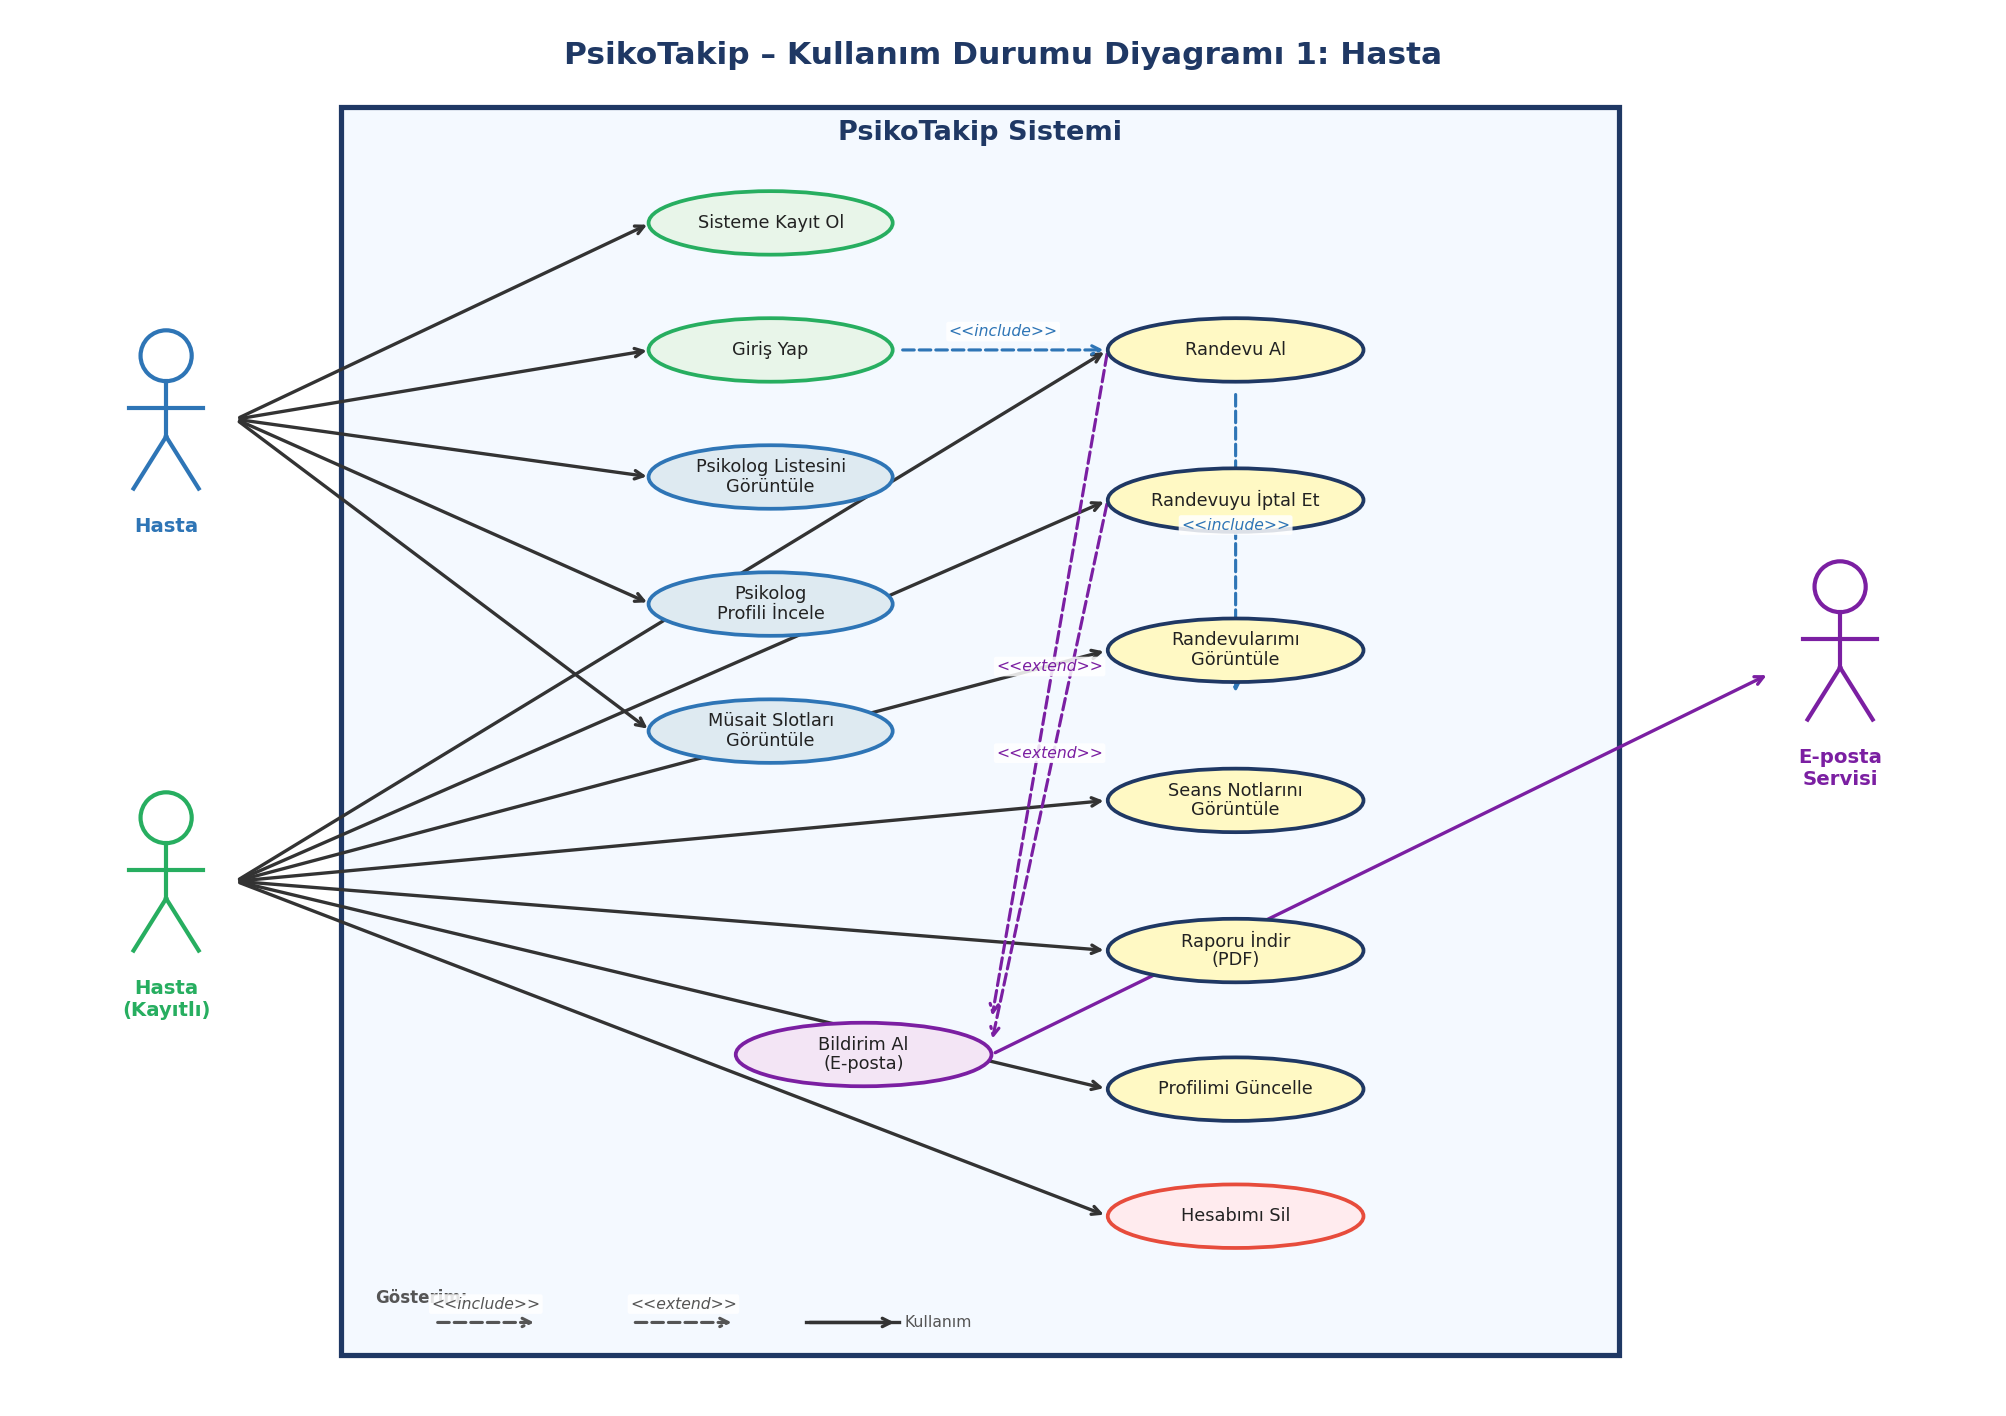 PsikoTakip – Kullanım Durumu Diyagramı 1: Hasta
PsikoTakip Sistemi
Sisteme Kayıt Ol
Giriş Yap
<<include>>
Randevu Al
Psikolog Listesini
Görüntüle
Randevuyu İptal Et
<<include>>
Hasta
Psikolog
Profili İncele
Randevularımı
Görüntüle
<<extend>>
Müsait Slotları
Görüntüle
<<extend>>
E-posta
Servisi
Seans Notlarını
Görüntüle
Hasta
(Kayıtlı)
Raporu İndir
(PDF)
Bildirim Al
(E-posta)
Profilimi Güncelle
Hesabımı Sil
Gösterim:
<<include>>
<<extend>>
Kullanım